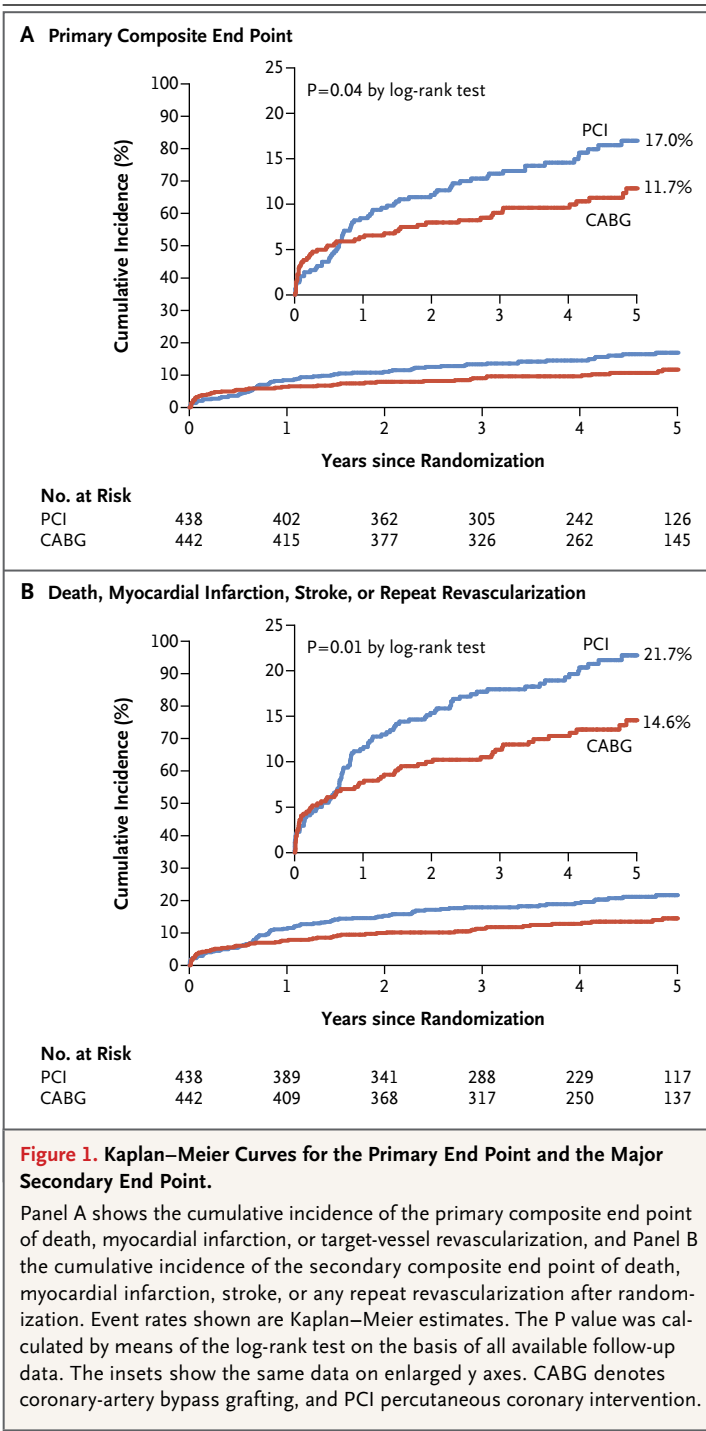 A Primary Composite End Point
Cumulative Incidence (%)
100
90
80
70
60
50
40
30
20
10
0
0 1 2 3 4 5
25
20
15
10
5
0
0 1 2 3 4 5
P=0.04 by log-rank test
PCI
17.0%
11.7%
CABG
Years since Randomization
No. at Risk
PCI 438 402 362 305 242 126
CABG 442 415 377 326 262 145
B Death, Myocardial Infarction, Stroke, or Repeat Revascularization
Cumulative Incidence (%)
100
90
80
70
60
50
40
30
20
10
0
0 1 2 3 4 5
25
20
15
10
5
0
0 1 2 3 4 5
P=0.01 by log-rank test
PCI
21.7%
14.6%
CABG
Years since Randomization
No. at Risk
PCI 438 389 341 288 229 117
CABG 442 409 368 317 250 137
Figure 1. Kaplan–Meier Curves for the Primary End Point and the Major
Secondary End Point.
Panel A shows the cumulative incidence of the primary composite end point
of death, myocardial infarction, or target-vessel revascularization, and Panel B
the cumulative incidence of the secondary composite end point of death,
myocardial infarction, stroke, or any repeat revascularization after random-
ization. Event rates shown are Kaplan–Meier estimates. The P value was cal-
culated by means of the log-rank test on the basis of all available follow-up
data. The insets show the same data on enlarged y axes. CABG denotes
coronary-artery bypass grafting, and PCI percutaneous coronary intervention.